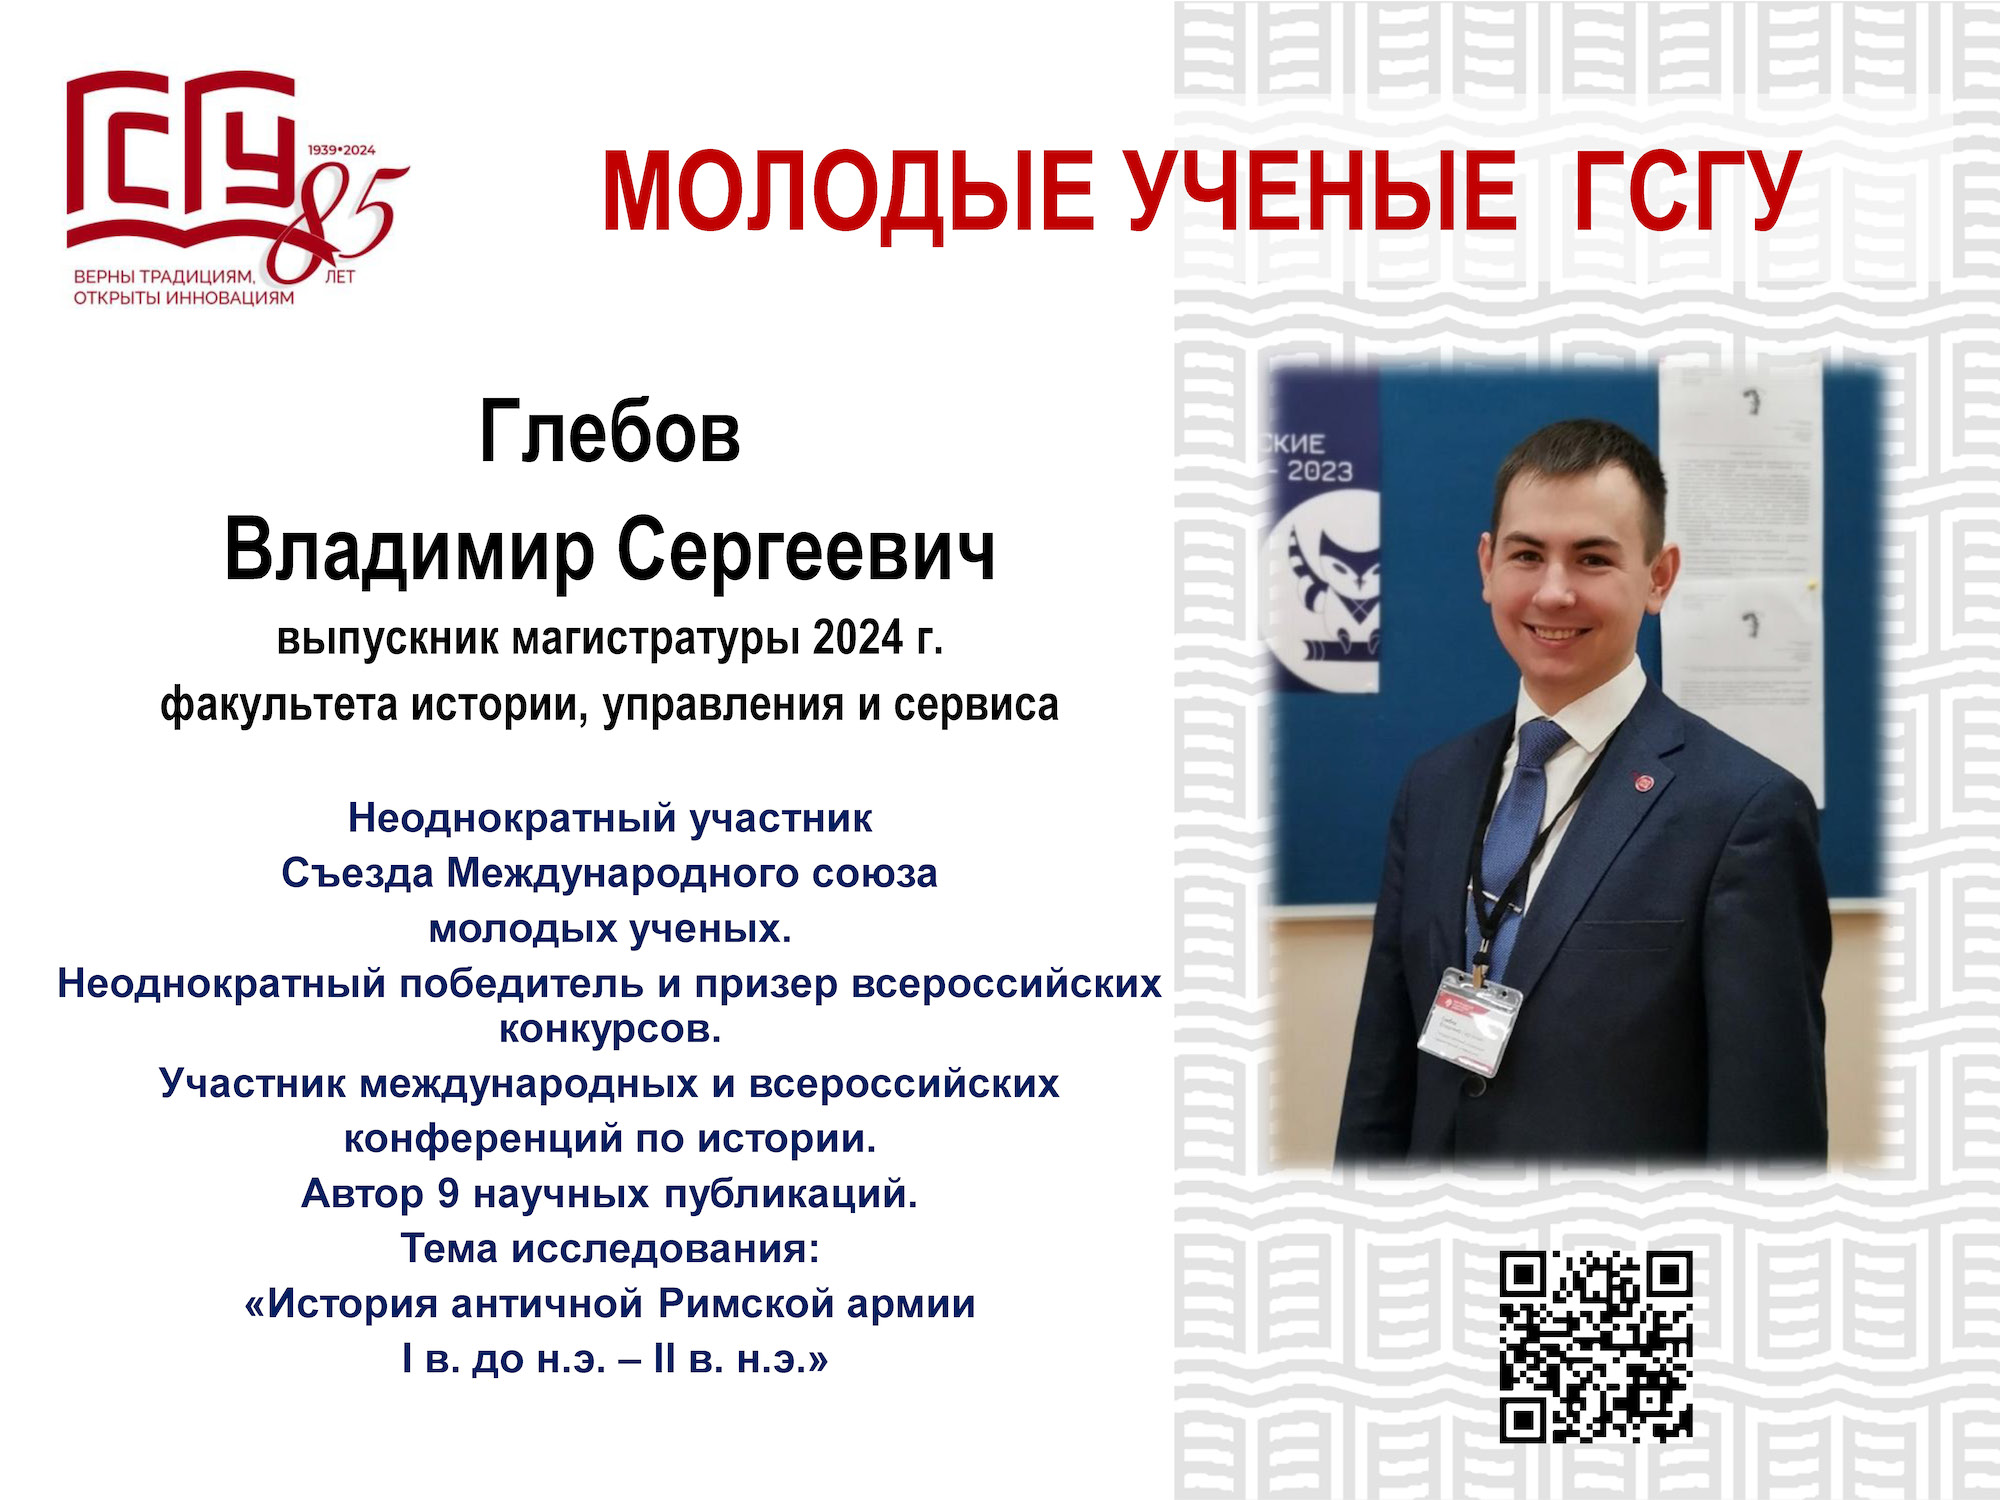 ГСГУ
1939•2024
85
ВЕРНЫ ТРАДИЦИЯМ, ЛЕТ
ОТКРЫТЫ ИННОВАЦИЯМ
МОЛОДЫЕ УЧЕНЫЕ ГСГУ
Глебов
Владимир Сергеевич
выпускник магистратуры 2024 г.
факультета истории, управления и сервиса
Неоднократный участник
Съезда Международного союза
молодых ученых.
Неоднократный победитель и призер всероссийских
конкурсов.
Участник международных и всероссийских
конференций по истории.
Автор 9 научных публикаций.
Тема исследования:
«История античной Римской армии
I в. до н.э. – II в. н.э.»
СКИЕ
- 2023